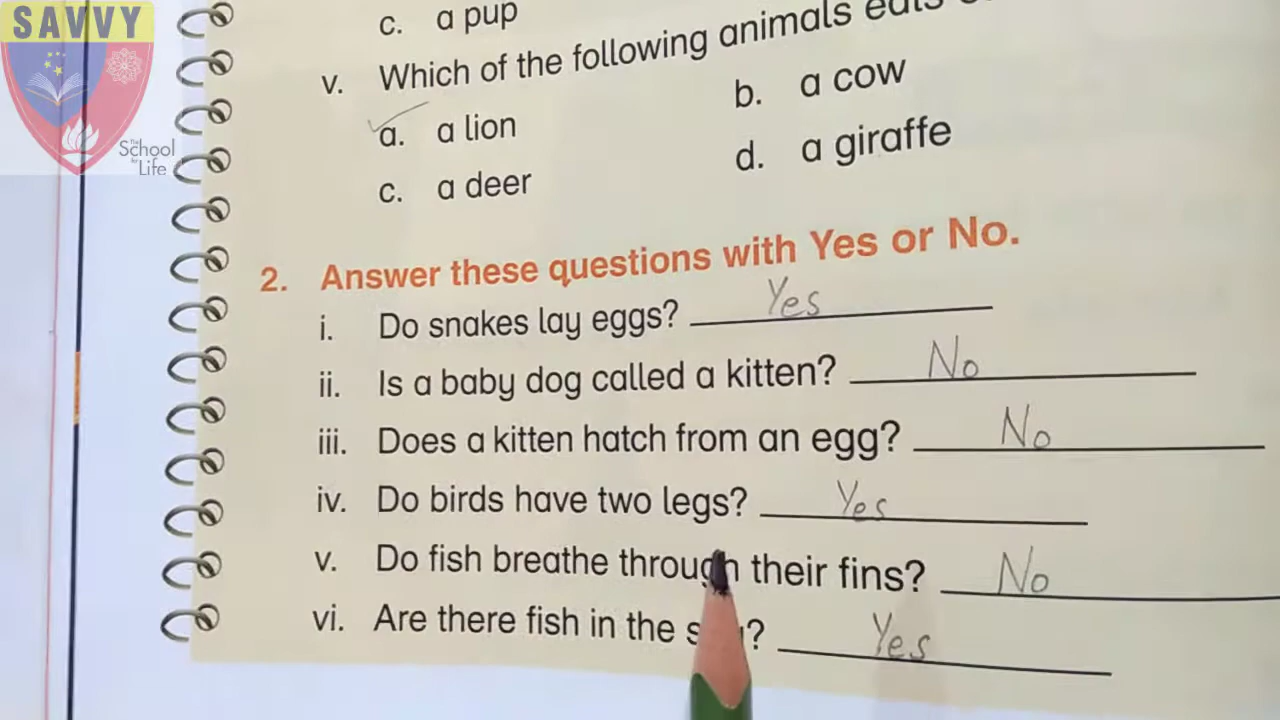 SAVVY
The School for Life
c. a pup
v. Which of the following animals eats
a. a lion b. a cow
c. a deer d. a giraffe
2. Answer these questions with Yes or No.
i. Do snakes lay eggs? Yes
ii. Is a baby dog called a kitten? No
iii. Does a kitten hatch from an egg? No
iv. Do birds have two legs? Yes
v. Do fish breathe through their fins? No
vi. Are there fish in the ? Yes